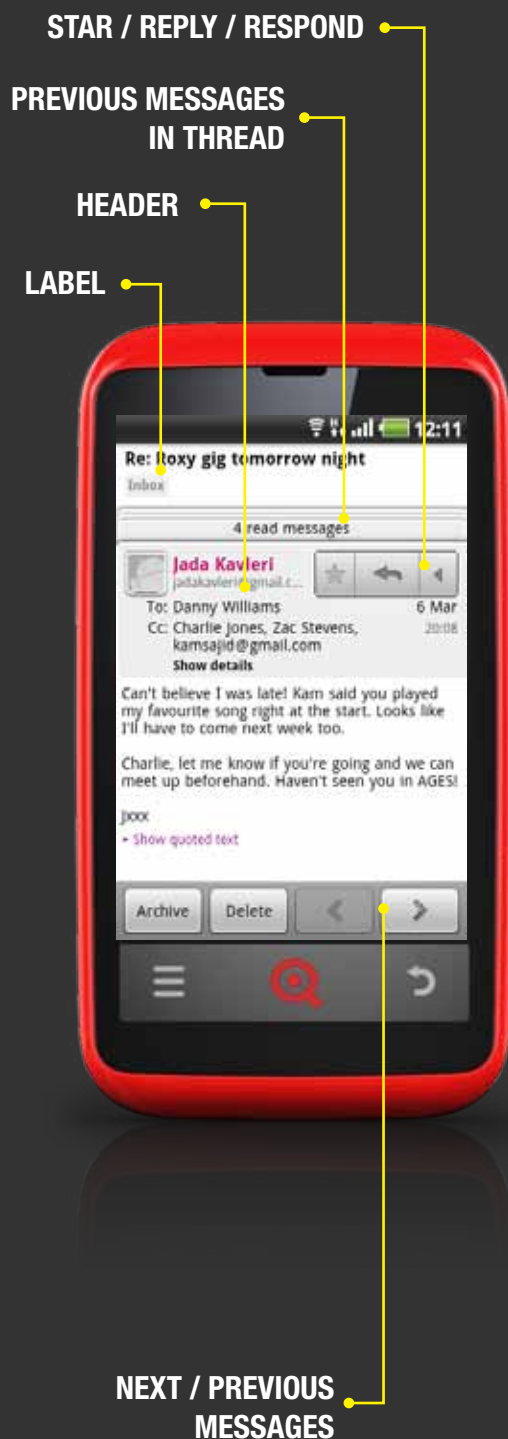 STAR / REPLY / RESPOND
PREVIOUS MESSAGES
IN THREAD
HEADER
LABEL
12:11
Re: Roxy gig tomorrow night
Inbox
4 read messages
Jada Kavleri
jadakavleri@gmail.c...
To: Danny Williams 6 Mar
Cc: Charlie Jones, Zac Stevens, 20:08
kamsajid@gmail.com
Show details
Can't believe I was late! Kam said you played
my favourite song right at the start. Looks like
I'll have to come next week too.
Charlie, let me know if you're going and we can
meet up beforehand. Haven't seen you in AGES!
Jxxx
+ Show quoted text
Archive Delete
NEXT / PREVIOUS
MESSAGES